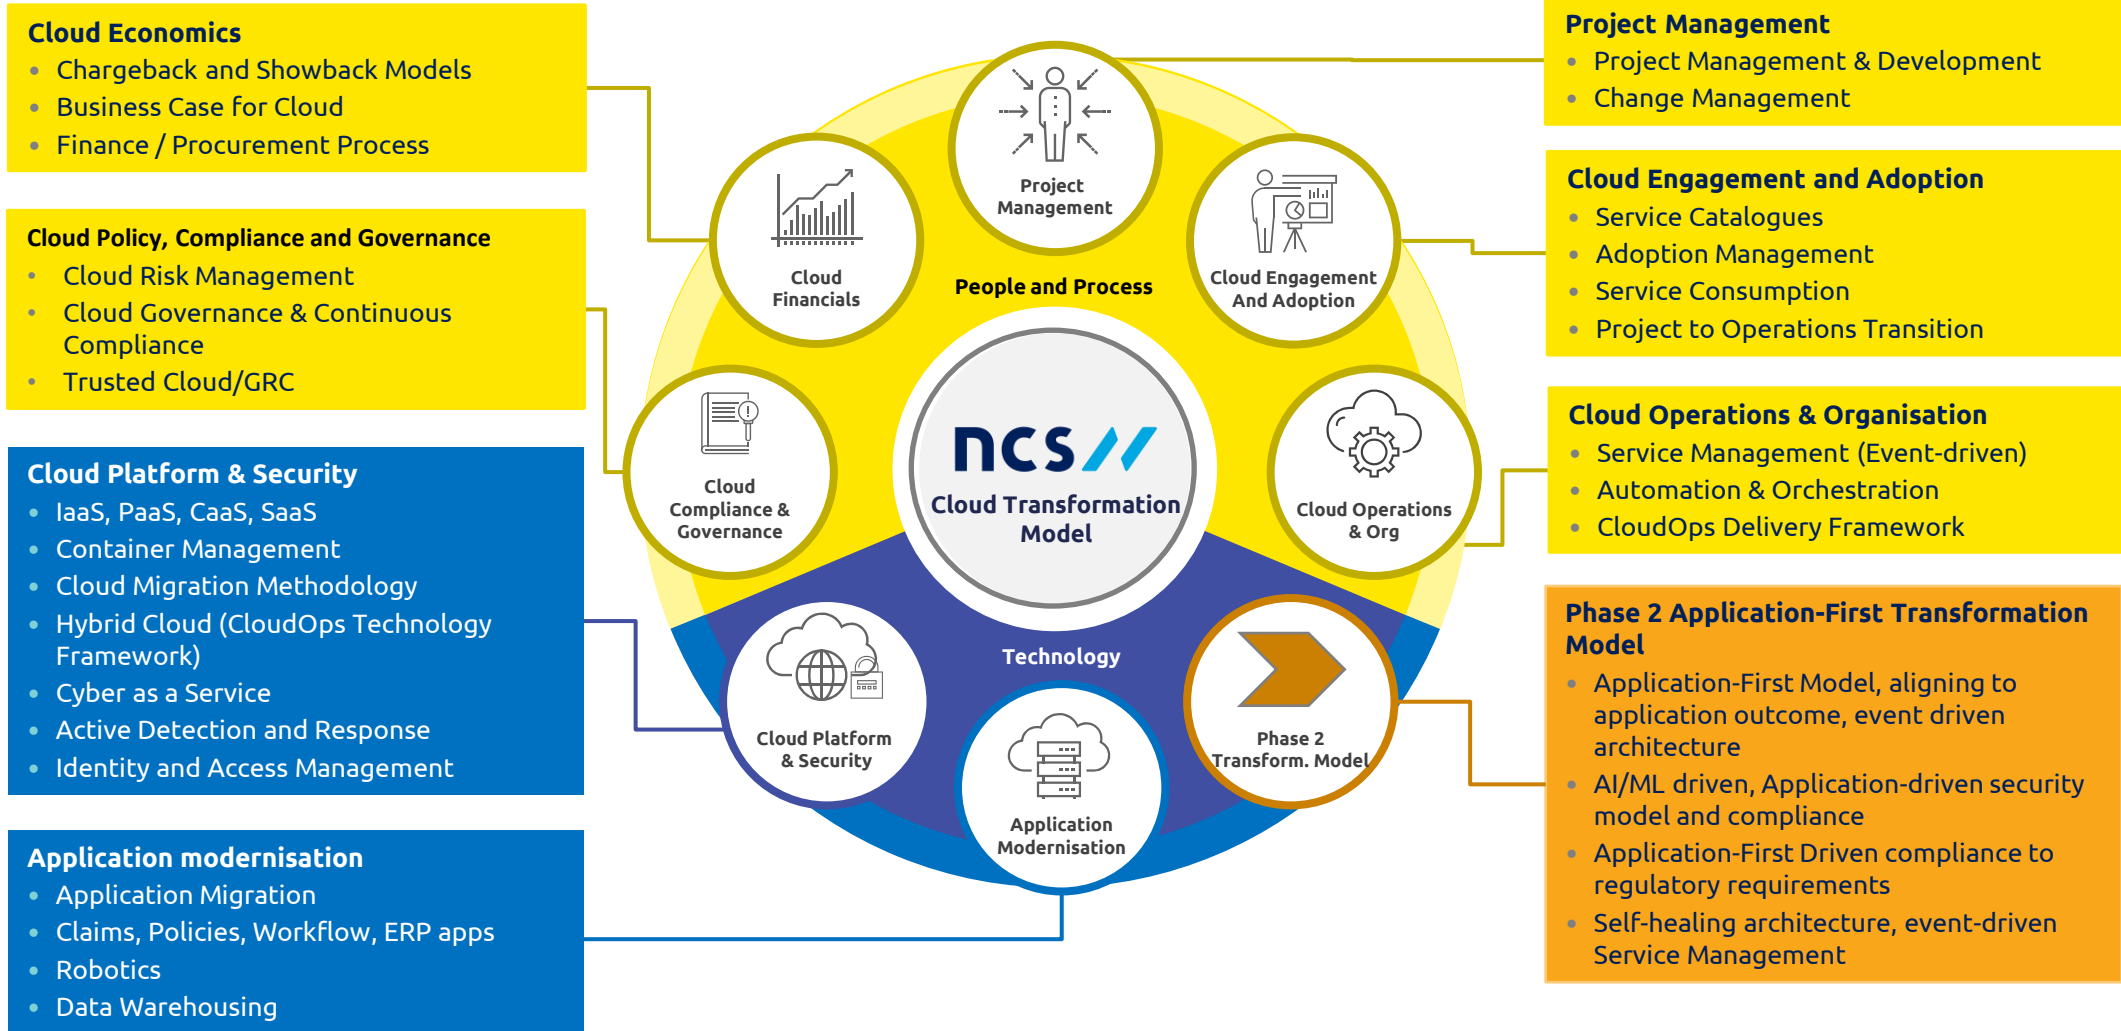 Cloud Economics
• Chargeback and Showback Models
• Business Case for Cloud
• Finance / Procurement Process
Cloud Policy, Compliance and Governance
• Cloud Risk Management
• Cloud Governance & Continuous
Compliance
• Trusted Cloud/GRC
Cloud Platform & Security
• IaaS, PaaS, CaaS, SaaS
• Container Management
• Cloud Migration Methodology
• Hybrid Cloud (CloudOps Technology
Framework)
• Cyber as a Service
• Active Detection and Response
• Identity and Access Management
Application modernisation
• Application Migration
• Claims, Policies, Workflow, ERP apps
• Robotics
• Data Warehousing
Project
Management
Cloud
Financials
People and Process
Cloud Engagement
And Adoption
Cloud
Compliance &
Governance
ncs
Cloud Transformation
Model
Cloud Operations
& Org
Technology
Cloud Platform
& Security
Application
Modernisation
Phase 2
Transform. Model
Project Management
• Project Management & Development
• Change Management
Cloud Engagement and Adoption
• Service Catalogues
• Adoption Management
• Service Consumption
• Project to Operations Transition
Cloud Operations & Organisation
• Service Management (Event-driven)
• Automation & Orchestration
• CloudOps Delivery Framework
Phase 2 Application-First Transformation
Model
• Application-First Model, aligning to
application outcome, event driven
architecture
• AI/ML driven, Application-driven security
model and compliance
• Application-First Driven compliance to
regulatory requirements
• Self-healing architecture, event-driven
Service Management